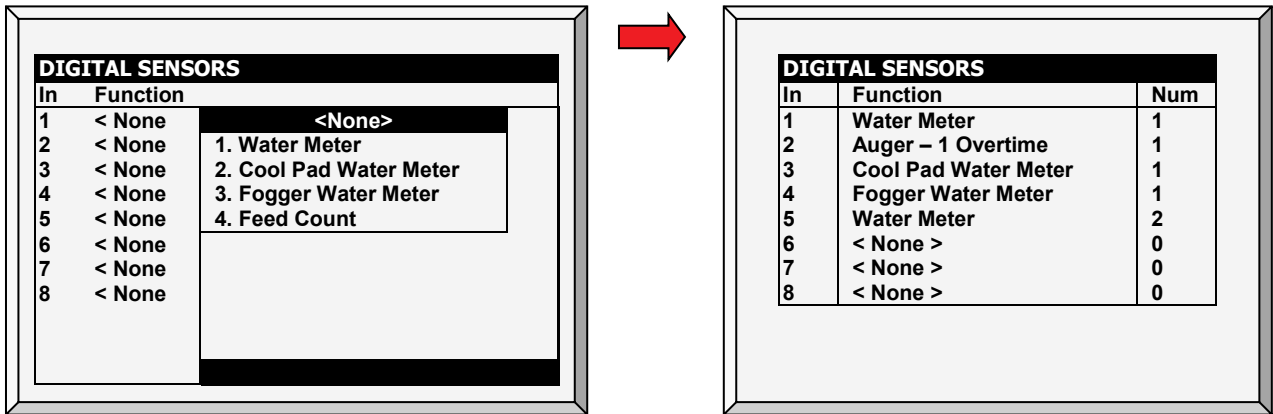 DIGITAL SENSORS
In Function
1 < None
2 < None
3 < None
4 < None
5 < None
6 < None
7 < None
8 < None
<None>
1. Water Meter
2. Cool Pad Water Meter
3. Fogger Water Meter
4. Feed Count
DIGITAL SENSORS
In Function Num
1 Water Meter 1
2 Auger – 1 Overtime 1
3 Cool Pad Water Meter 1
4 Fogger Water Meter 1
5 Water Meter 2
6 < None > 0
7 < None > 0
8 < None > 0